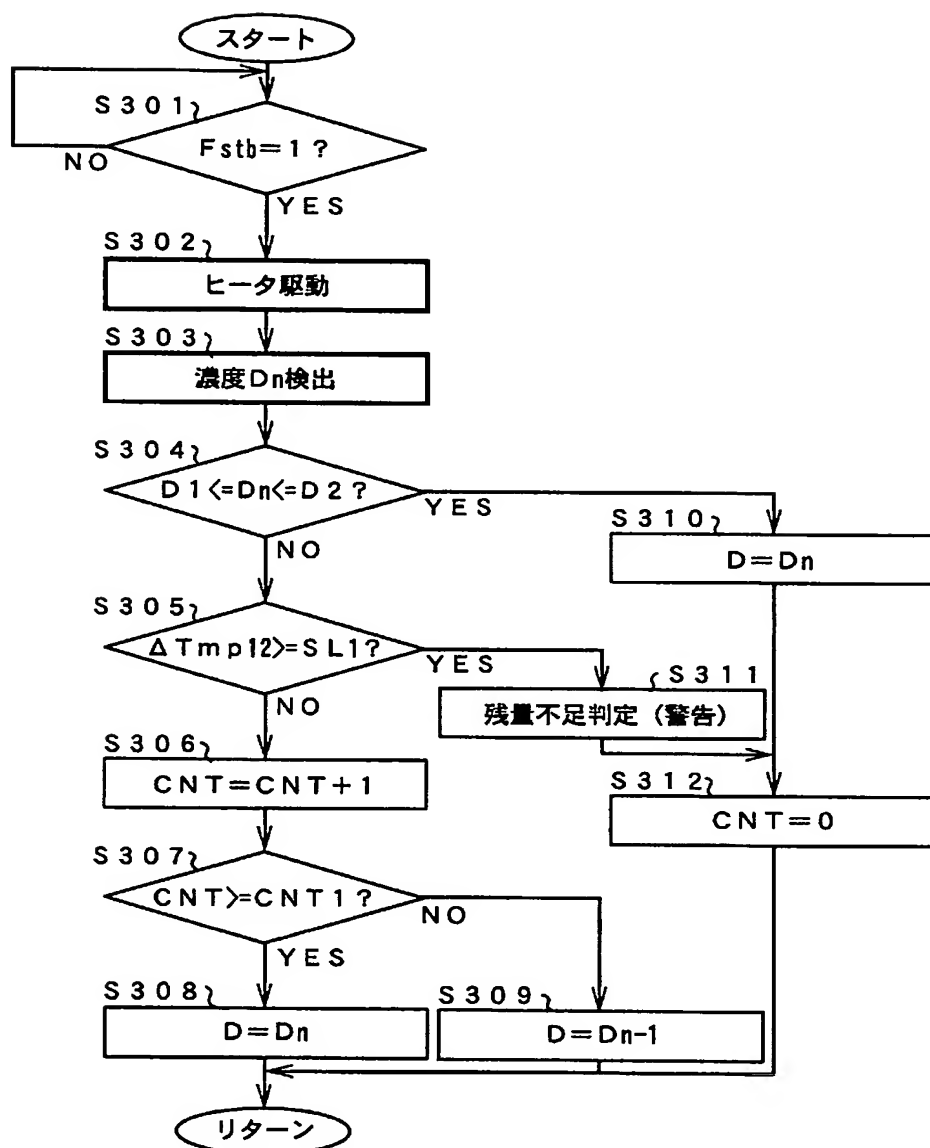 スタート
S301
Fstb=1?
NO
YES
S302
ヒータ駆動
S303
濃度Dn検出
S304
D1<=Dn<=D2?
YES
NO
S310
D=Dn
S305
ΔTmp12>=SL1?
YES
NO
S311
残量不足判定(警告)
S306
CNT=CNT+1
S312
CNT=0
S307
CNT>=CNT1?
NO
YES
S308
D=Dn
S309
D=Dn-1
リターン